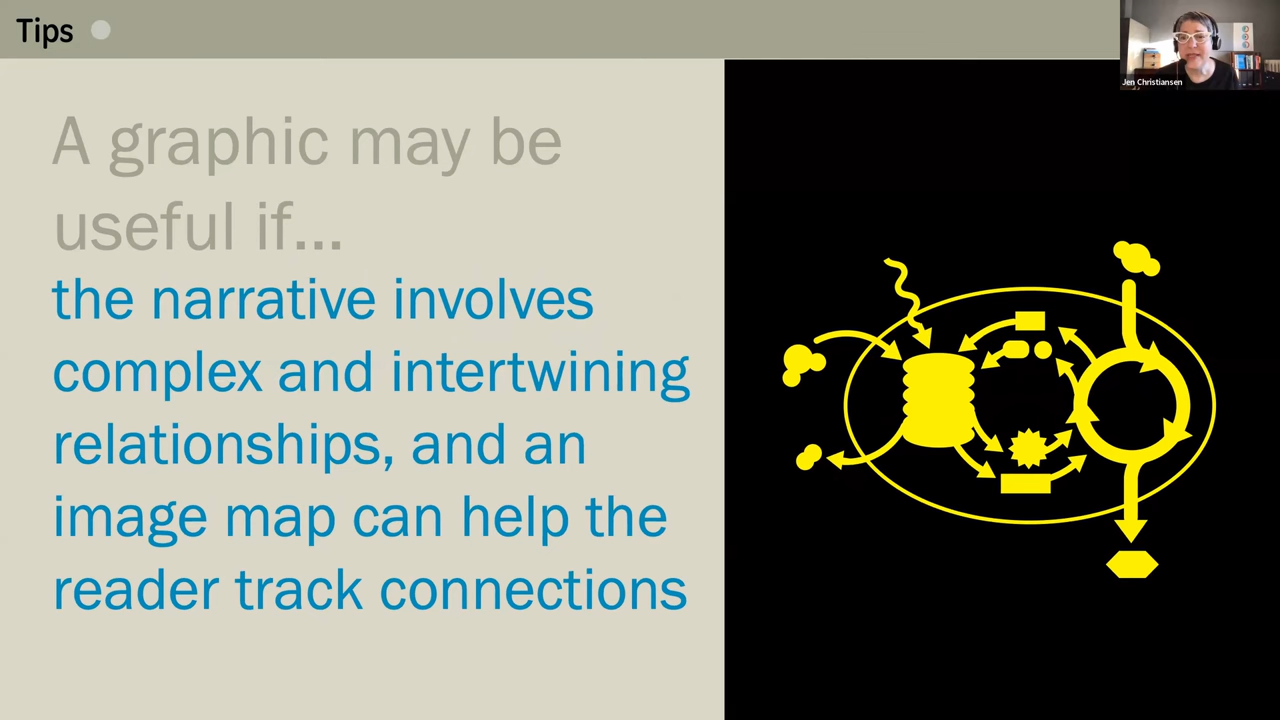 Tips
Jen Christiansen
A graphic may be
useful if...
the narrative involves
complex and intertwining
relationships, and an
image map can help the
reader track connections